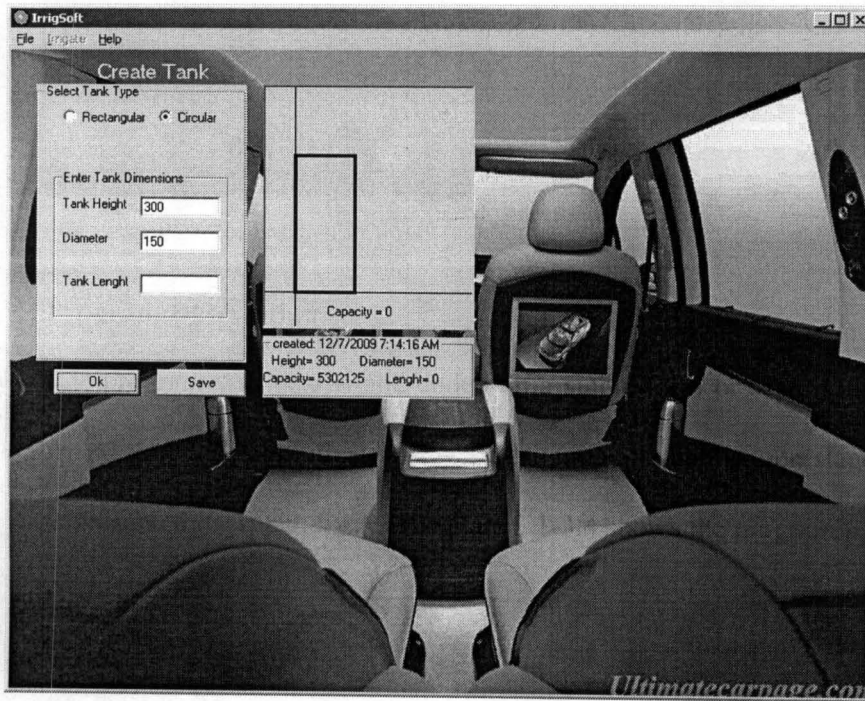 IrrigSoft
File Irrigate Help
Create Tank
Select Tank Type
Rectangular Circular
Enter Tank Dimensions
Tank Height 300
Diameter 150
Tank Lenght
Ok Save
Capacity = 0
created: 12/7/2009 7:14:16 AM
Height= 300 Diameter= 150
Capacity= 5302125 Lenght= 0
Ultimatecarpage.com